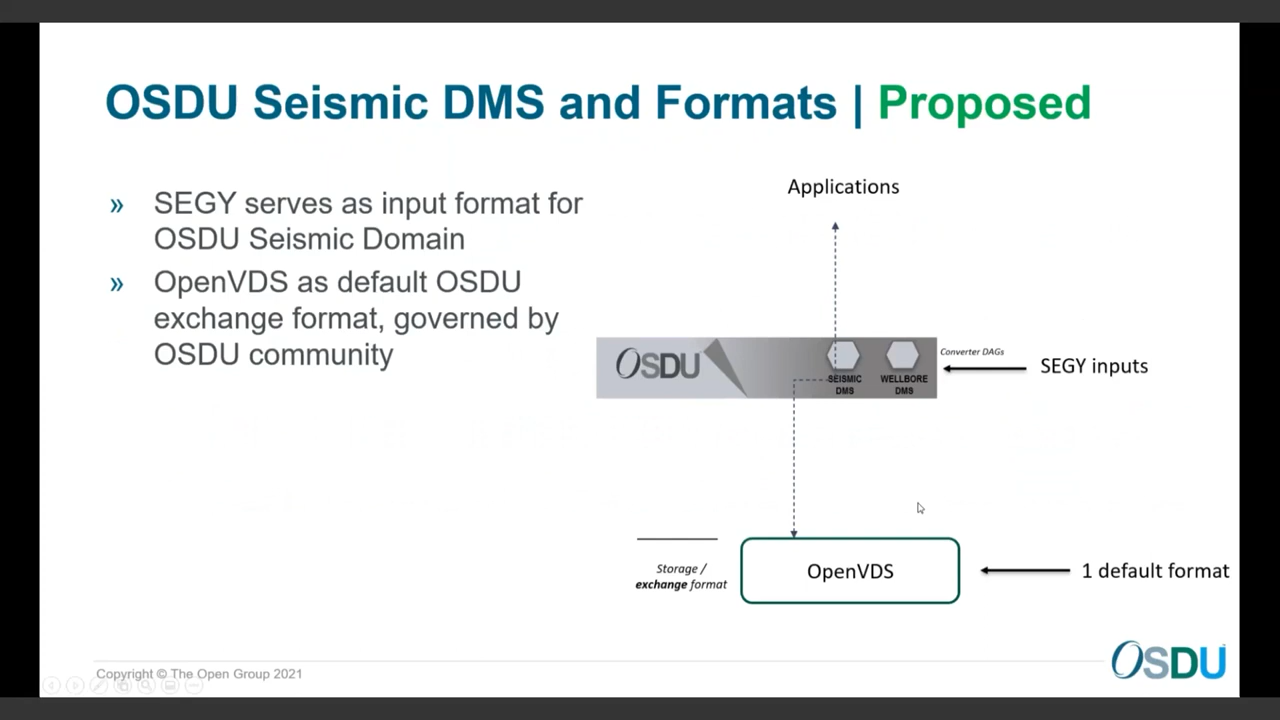 OSDU Seismic DMS and Formats | Proposed
» SEGY serves as input format for
OSDU Seismic Domain
» OpenVDS as default OSDU
exchange format, governed by
OSDU community
Applications
OSDU
SEISMIC
DMS
WELLBORE
DMS
Converter DAGs
SEGY inputs
Storage /
exchange format
OpenVDS
1 default format
Copyright © The Open Group 2021
OSDU